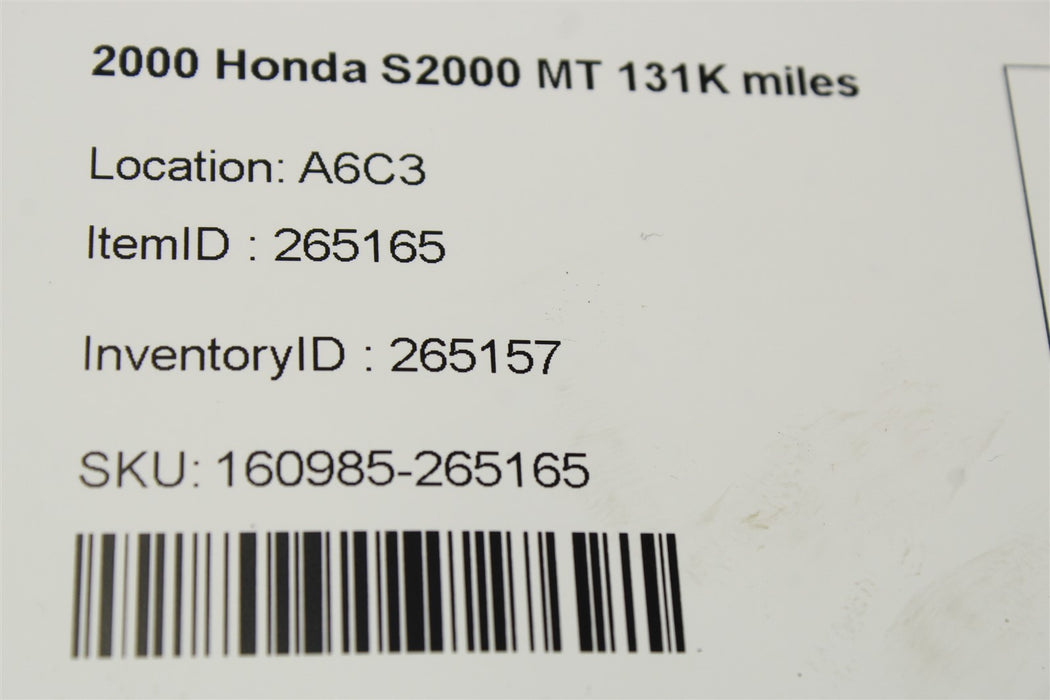 2000 Honda S2000 MT 131K miles
Location: A6C3
ItemID : 265165
InventoryID : 265157
SKU: 160985-265165